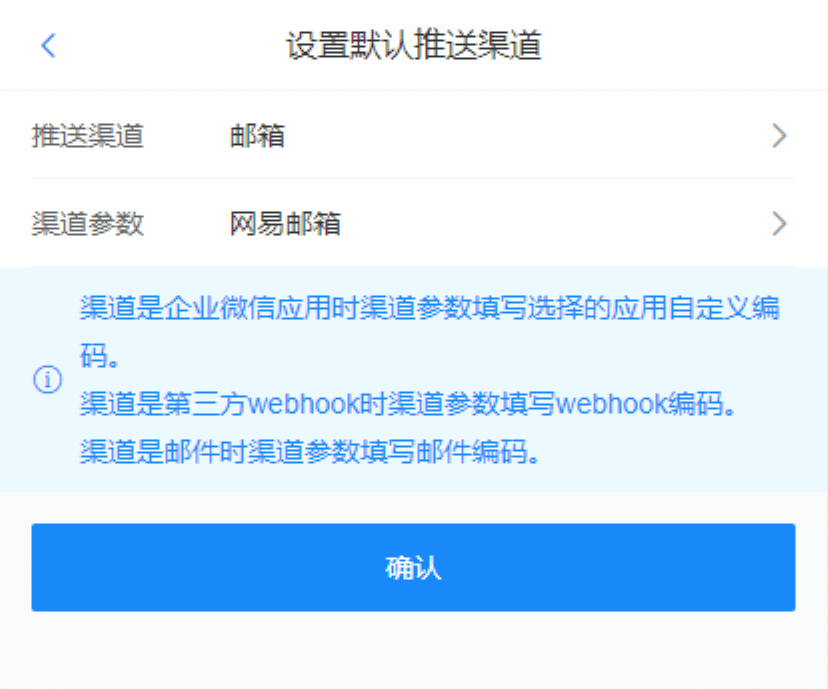 设置默认推送渠道
推送渠道 邮箱
渠道参数 网易邮箱
渠道是企业微信应用时渠道参数填写选择的应用自定义编
码。
渠道是第三方webhook时渠道参数填写webhook编码。
渠道是邮件时渠道参数填写邮件编码。
确认